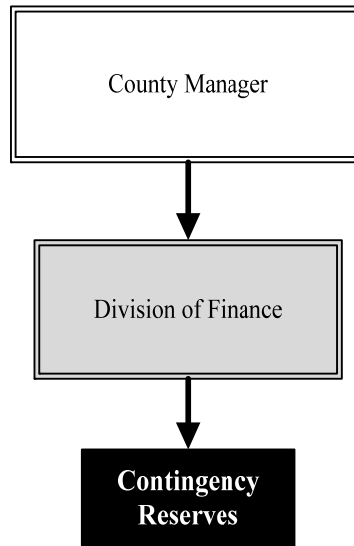 County Manager
Division of Finance
Contingency
Reserves